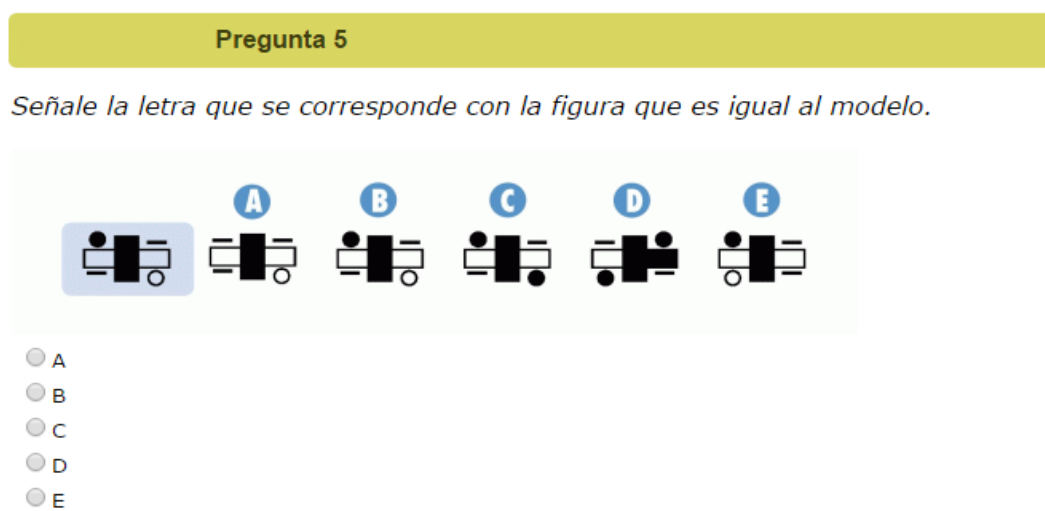 Pregunta 5
Señale la letra que se corresponde con la figura que es igual al modelo.
A B C D E
A
B
C
D
E